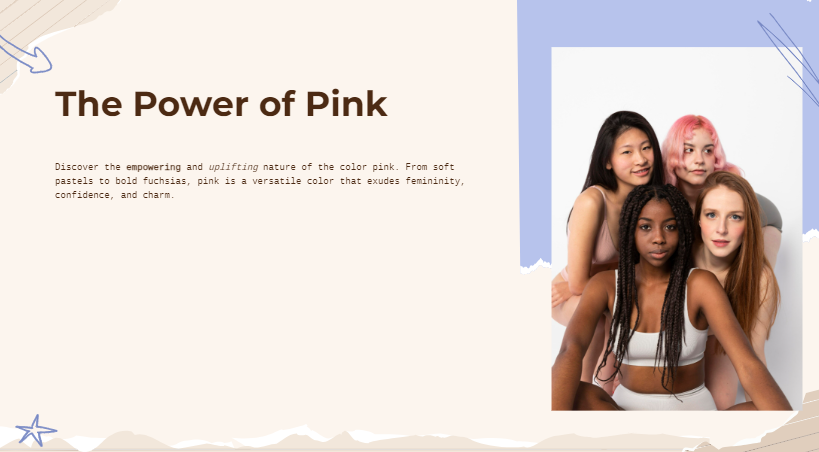 The Power of Pink
Discover the empowering and uplifting nature of the color pink. From soft
pastels to bold fuchsias, pink is a versatile color that exudes femininity,
confidence, and charm.